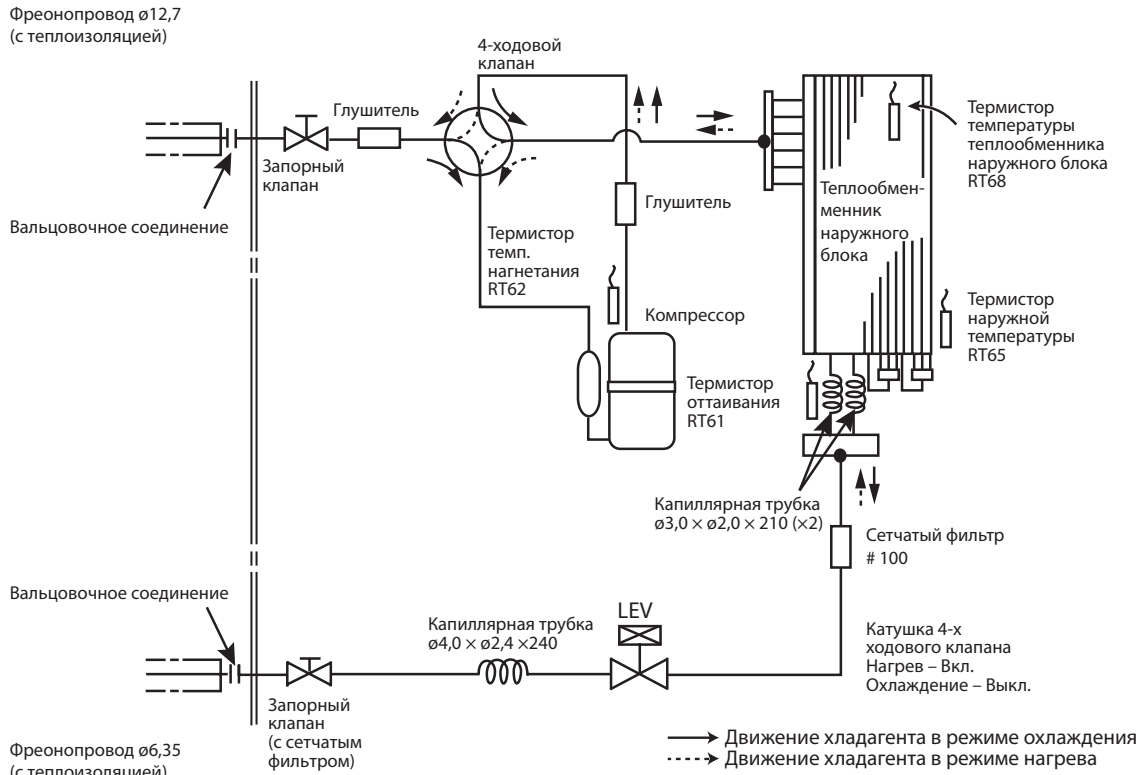 Фреонопровод ø12,7
(с теплоизоляцией)
4-ходовой
клапан
Глушитель
Запорный
клапан
Вальцовочное соединение
Термистор
температуры
теплообменника
наружного блока
RT68
Теплообмен-
менник
наружного
блока
Глушитель
Термистор
темп.
нагнетания
RT62
Компрессор
Термистор
наружной
температуры
RT65
Термистор
оттаивания
RT61
Капиллярная трубка
ø3,0 × ø2,0 × 210 (×2)
Сетчатый фильтр
# 100
Вальцовочное соединение
Капиллярная трубка
ø4,0 × ø2,4 ×240
LEV
Катушка 4-х
ходового клапана
Нагрев – Вкл.
Охлаждение – Выкл.
Запорный
клапан
(с сетчатым
фильтром)
Фреонопровод ø6,35
(с теплоизоляцией)
Движение хладагента в режиме охлаждения
Движение хладагента в режиме нагрева